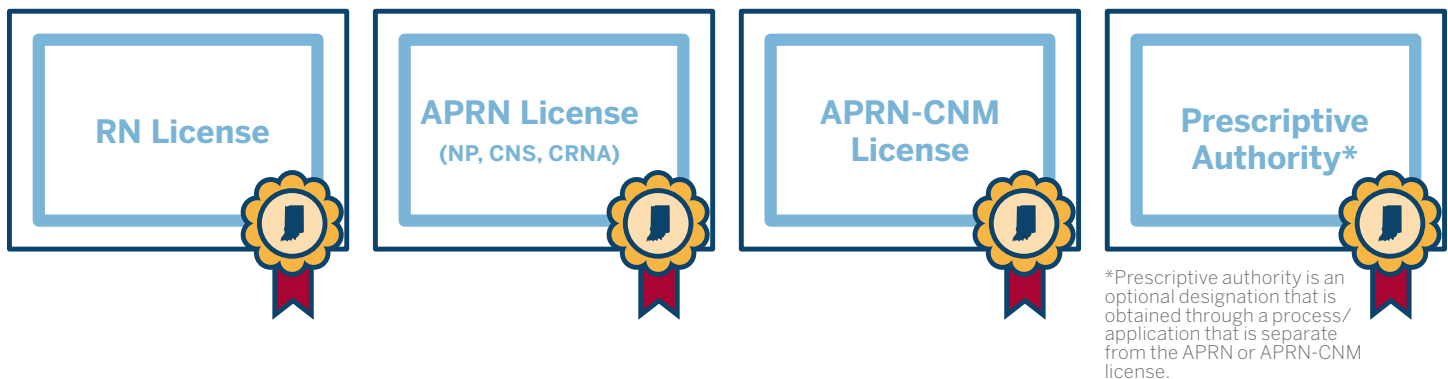 RN License
APRN License
(NP, CNS, CRNA)
APRN-CNM
License
Prescriptive
Authority*
*Prescriptive authority is an
optional designation that is
obtained through a process/
application that is separate
from the APRN or APRN-CNM
license.